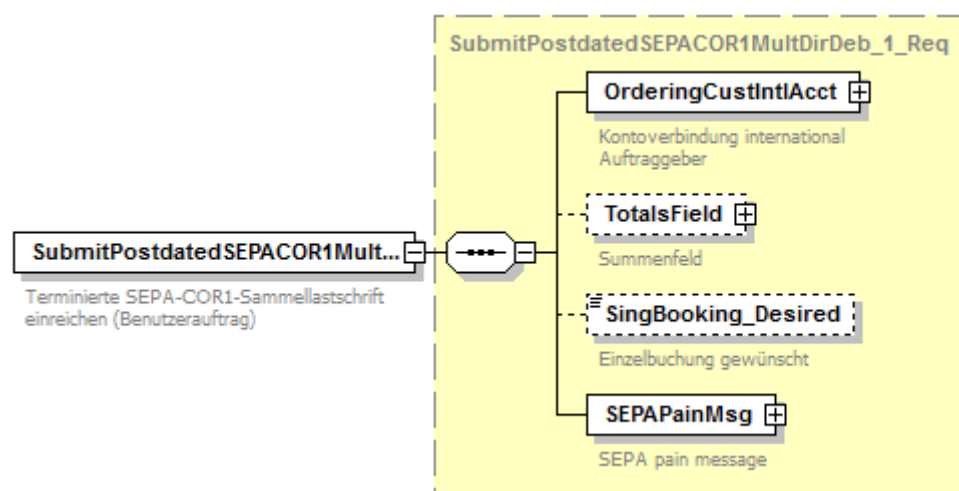 SubmitPostdatedSEPACOR1MultDirDeb_1_Req
OrderingCustIntlAcct
Kontoverbindung international
Auftraggeber
TotalsField
Summenfeld
SubmitPostdatedSEPACOR1Mult...
Terminierte SEPA-COR1-Sammellastschrift
einreichen (Benutzerauftrag)
SingBooking_Desired
Einzelbuchung gewünscht
SEPAPainMsg
SEPA pain message